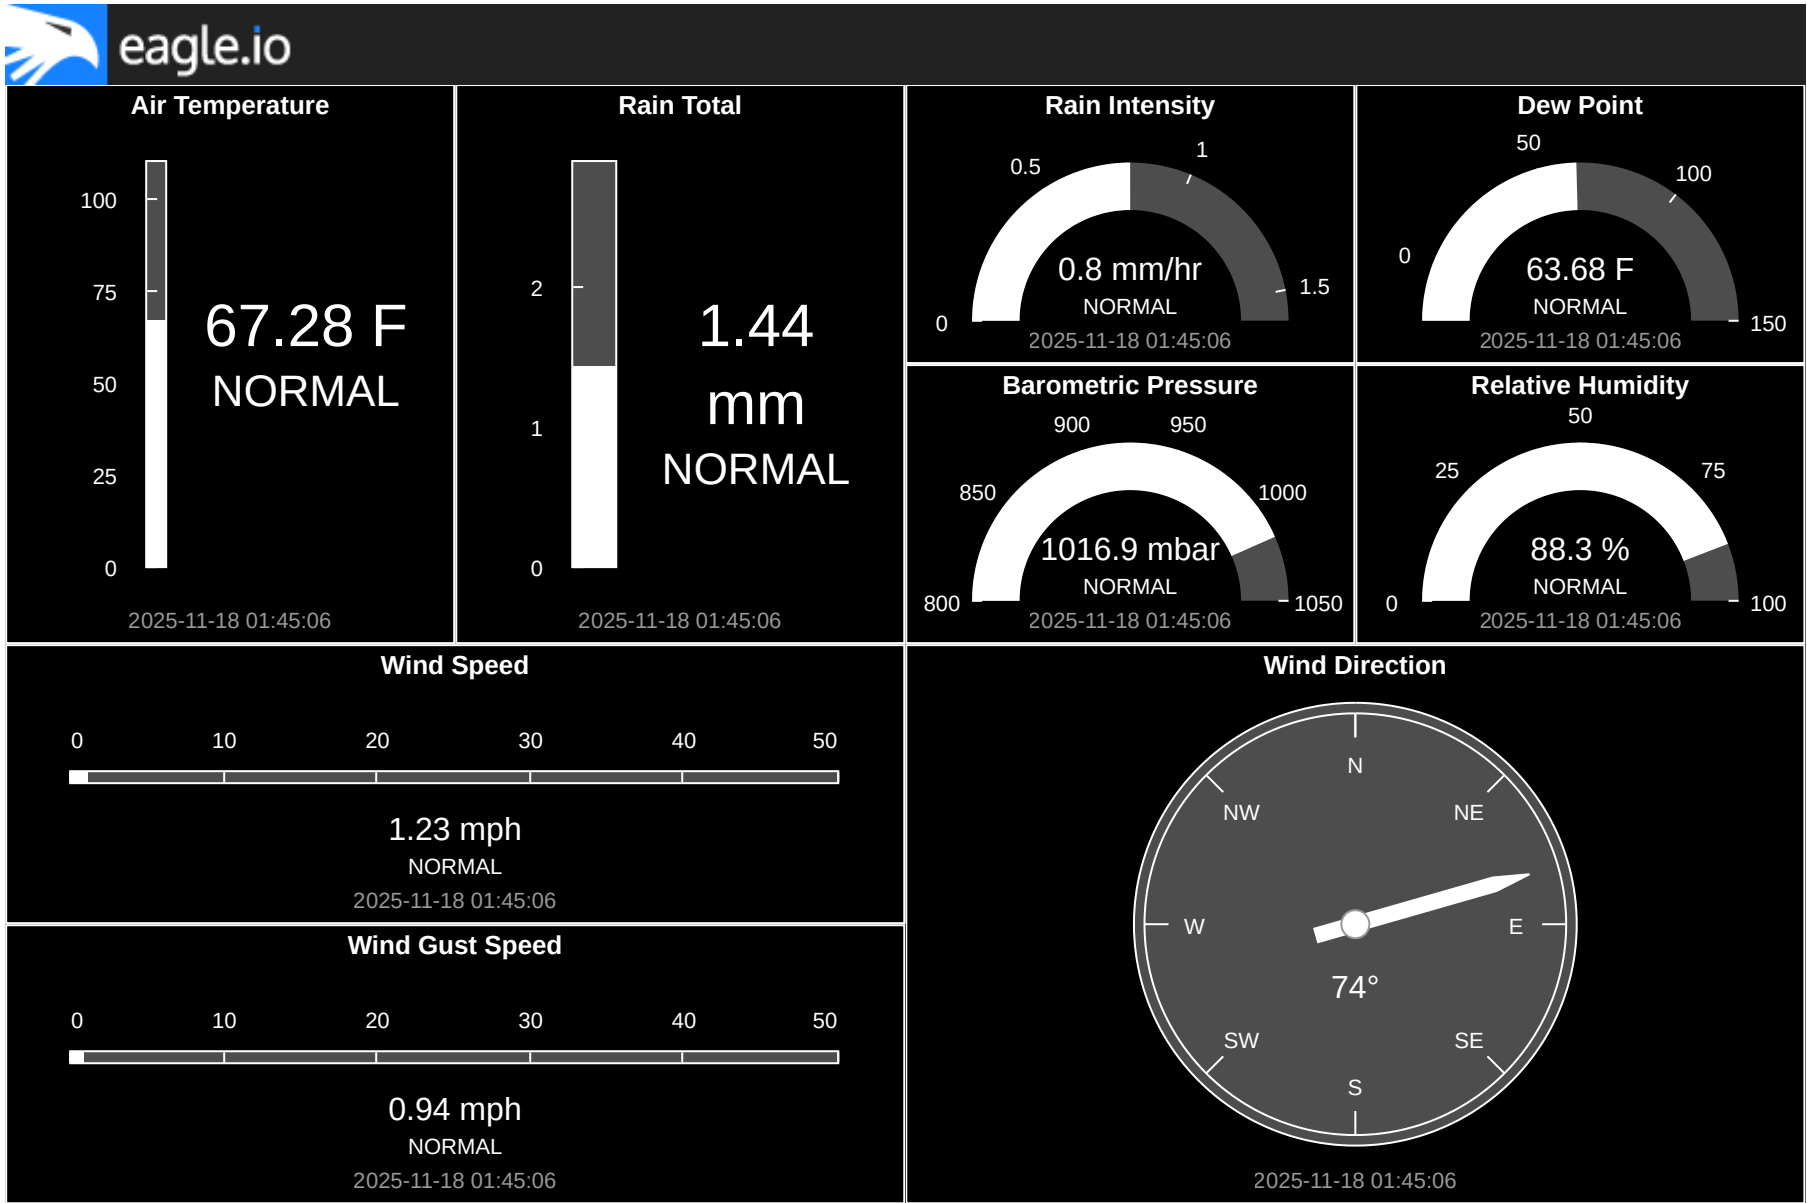 eagle.io
Air Temperature
100
75
50
25
0
67.28 F
NORMAL
2025-11-18 01:45:06
Rain Total
2
1
0
1.44
mm
NORMAL
2025-11-18 01:45:06
Rain Intensity
0
0.5
1
1.5
0.8 mm/hr
NORMAL
2025-11-18 01:45:06
Dew Point
0
50
100
150
63.68 F
NORMAL
2025-11-18 01:45:06
Barometric Pressure
800
850
900
950
1000
1050
1016.9 mbar
NORMAL
2025-11-18 01:45:06
Relative Humidity
0
25
50
75
100
88.3 %
NORMAL
2025-11-18 01:45:06
Wind Speed
0 10 20 30 40 50
1.23 mph
NORMAL
2025-11-18 01:45:06
Wind Gust Speed
0 10 20 30 40 50
0.94 mph
NORMAL
2025-11-18 01:45:06
Wind Direction
N
NW NE
W E
74°
SW SE
S
2025-11-18 01:45:06